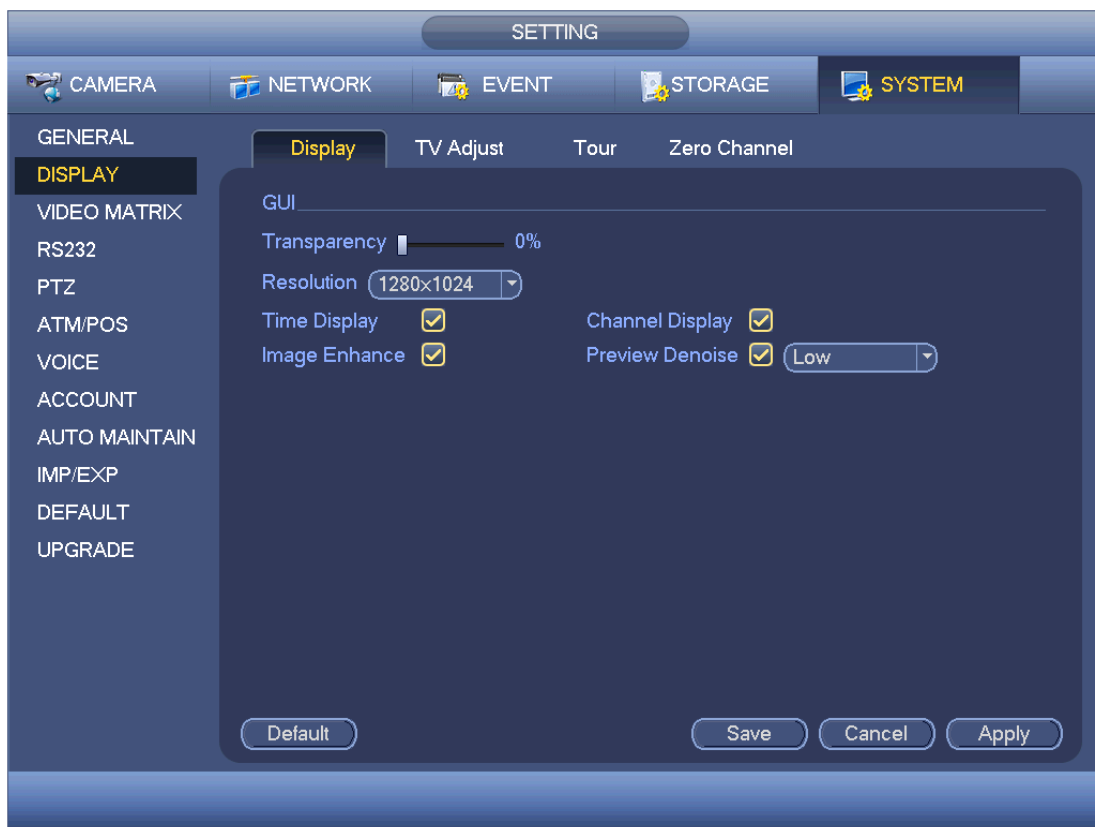 SETTING
CAMERA NETWORK EVENT STORAGE SYSTEM
GENERAL
DISPLAY
VIDEO MATRIX
RS232
PTZ
ATM/POS
VOICE
ACCOUNT
AUTO MAINTAIN
IMP/EXP
DEFAULT
UPGRADE
Display TV Adjust Tour Zero Channel
GUI
Transparency 0%
Resolution 1280×1024
Time Display Channel Display
Image Enhance Preview Denoise Low
Default Save Cancel Apply